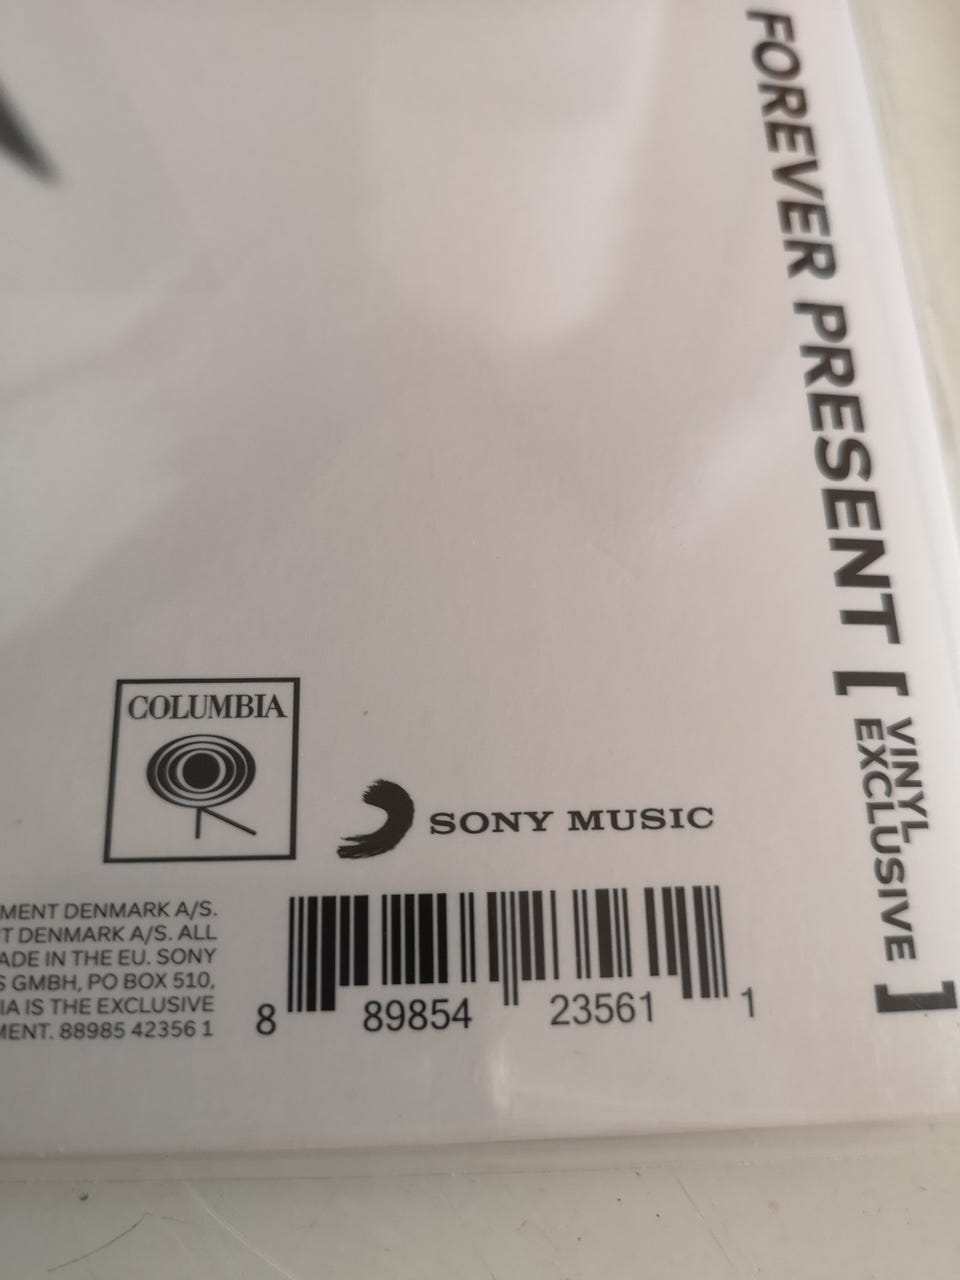 FOREVER PRESENT [ VINYL EXCLUSIVE ]
COLUMBIA
SONY MUSIC
MENT DENMARK A/S.
T DENMARK A/S. ALL
ADE IN THE EU. SONY
S GMBH, PO BOX 510,
IA IS THE EXCLUSIVE
MENT. 88985 42356 1
8 89854 23561 1